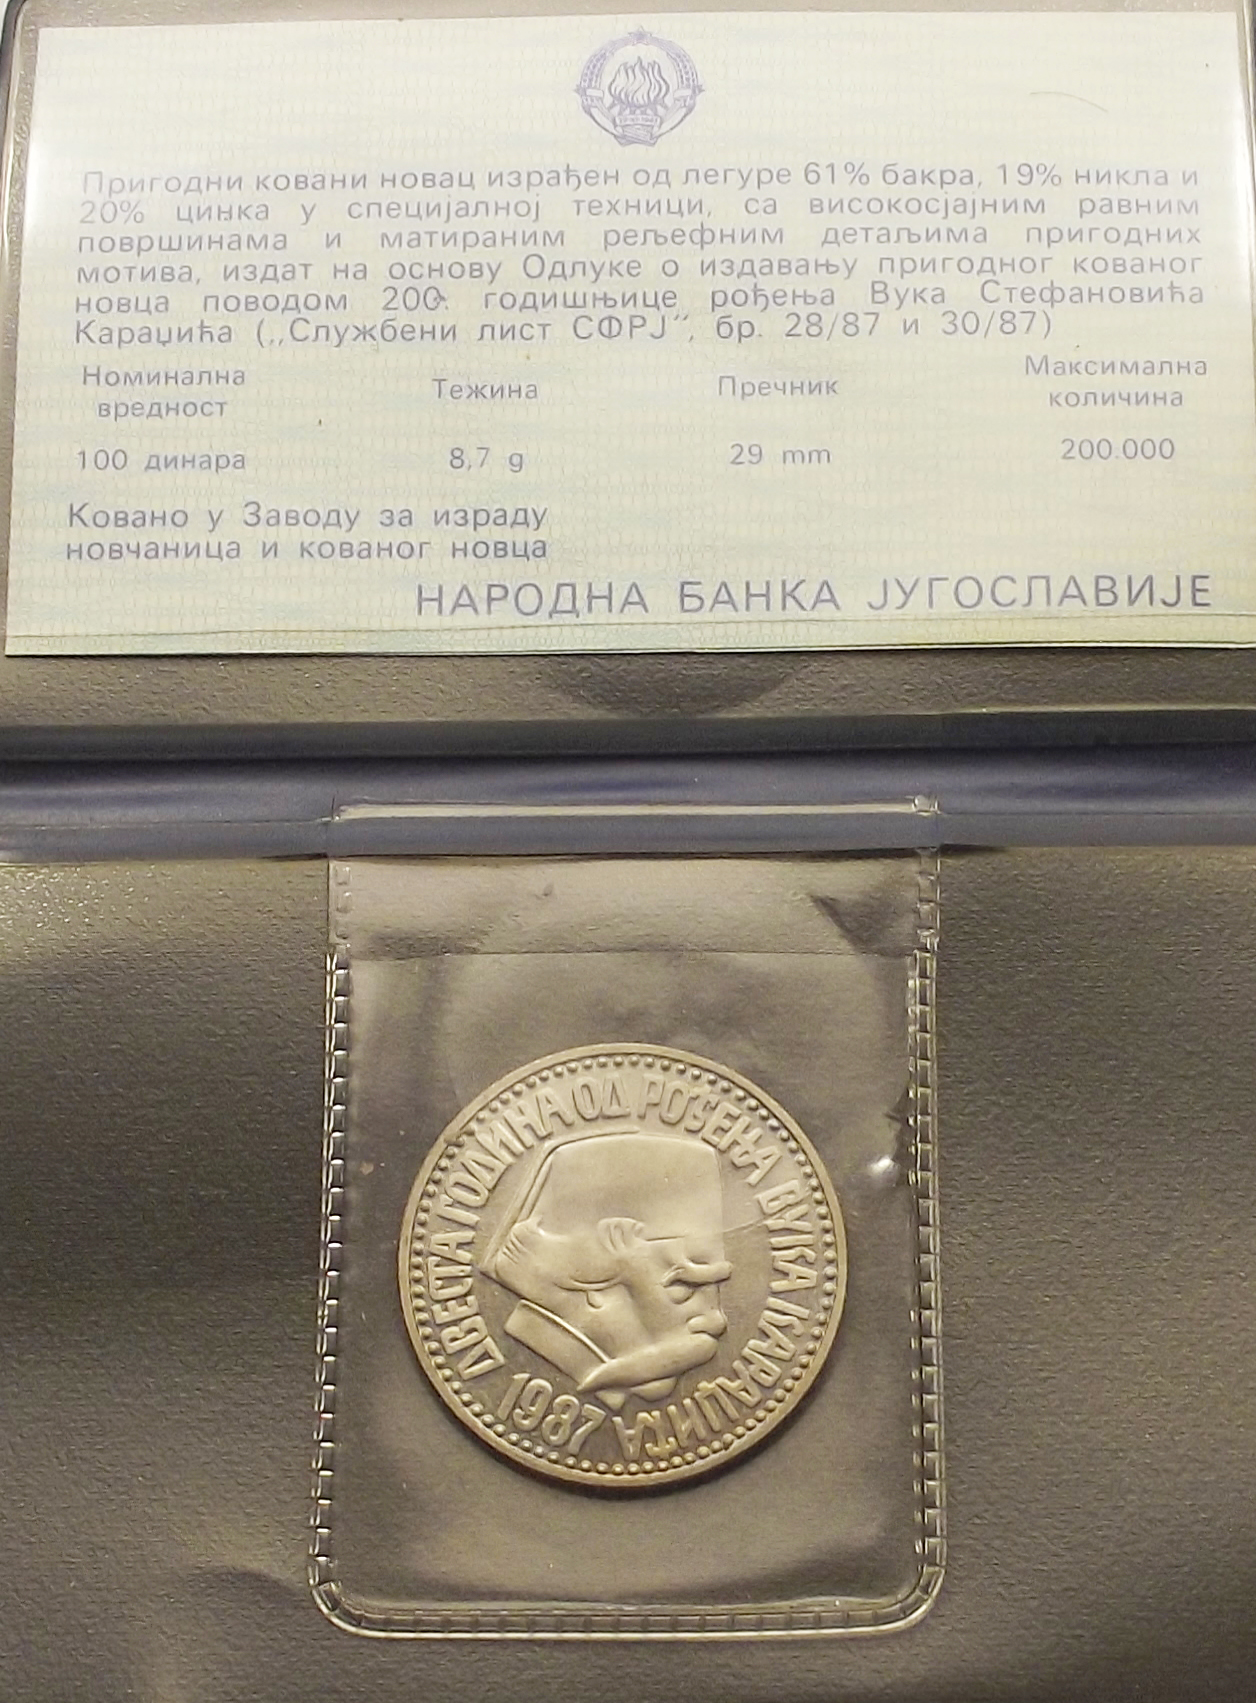 Пригодни ковани новац израђен од легуре 61% бакра, 19% никла и
20% цинка у специјалној техници, са високосјајним равним
површинама и матираним рељефним детаљима пригодних
мотива, издат на основу Одлуке о издавању пригодног кованог
новца поводом 200. годишњице рођења Вука Стефановића
Караџића („Службени лист СФРЈ“, бр. 28/87 и 30/87)
Номинална вредност
Тежина
Пречник
Максимална количина
100 динара
8,7 g
29 mm
200.000
Ковано у Заводу за израду
новчаница и кованог новца
НАРОДНА БАНКА ЈУГОСЛАВИЈЕ
ДВЕСТА ГОДИНА ОД РОЂЕЊА ВУКА КАРАЏИЋА
1987